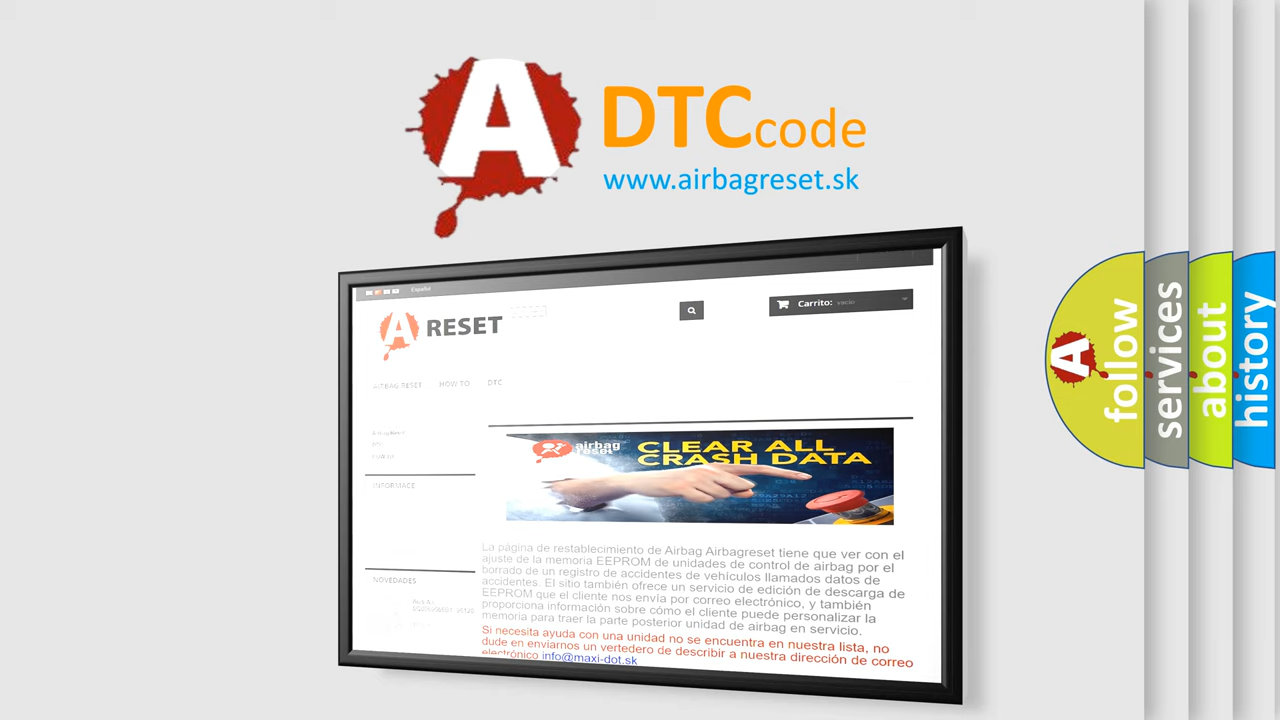 A DTCcode
www.airbagreset.sk
Español
A RESET
Carrito: vacío
AIRBAG RESET HOW TO DTC
INFORMACE
NOVEDADES
airbag
reset
CLEAR ALL
CRASH DATA
La página de restablecimiento de Airbag Airbagreset tiene que ver con el
ajuste de la memoria EEPROM de unidades de control de airbag por el
borrado de un registro de accidentes de vehículos llamados datos de
accidentes. El sitio también ofrece un servicio de edición de descarga de
EEPROM que el cliente nos envía por correo electrónico, y también
proporciona información sobre cómo el cliente puede personalizar la
memoria para traer la parte posterior unidad de airbag en servicio.
Si necesita ayuda con una unidad no se encuentra en nuestra lista, no
dude en enviarnos un vertedero de describir a nuestra dirección de correo
electrónico info@maxi-dot.sk
A
follow
services
about
history